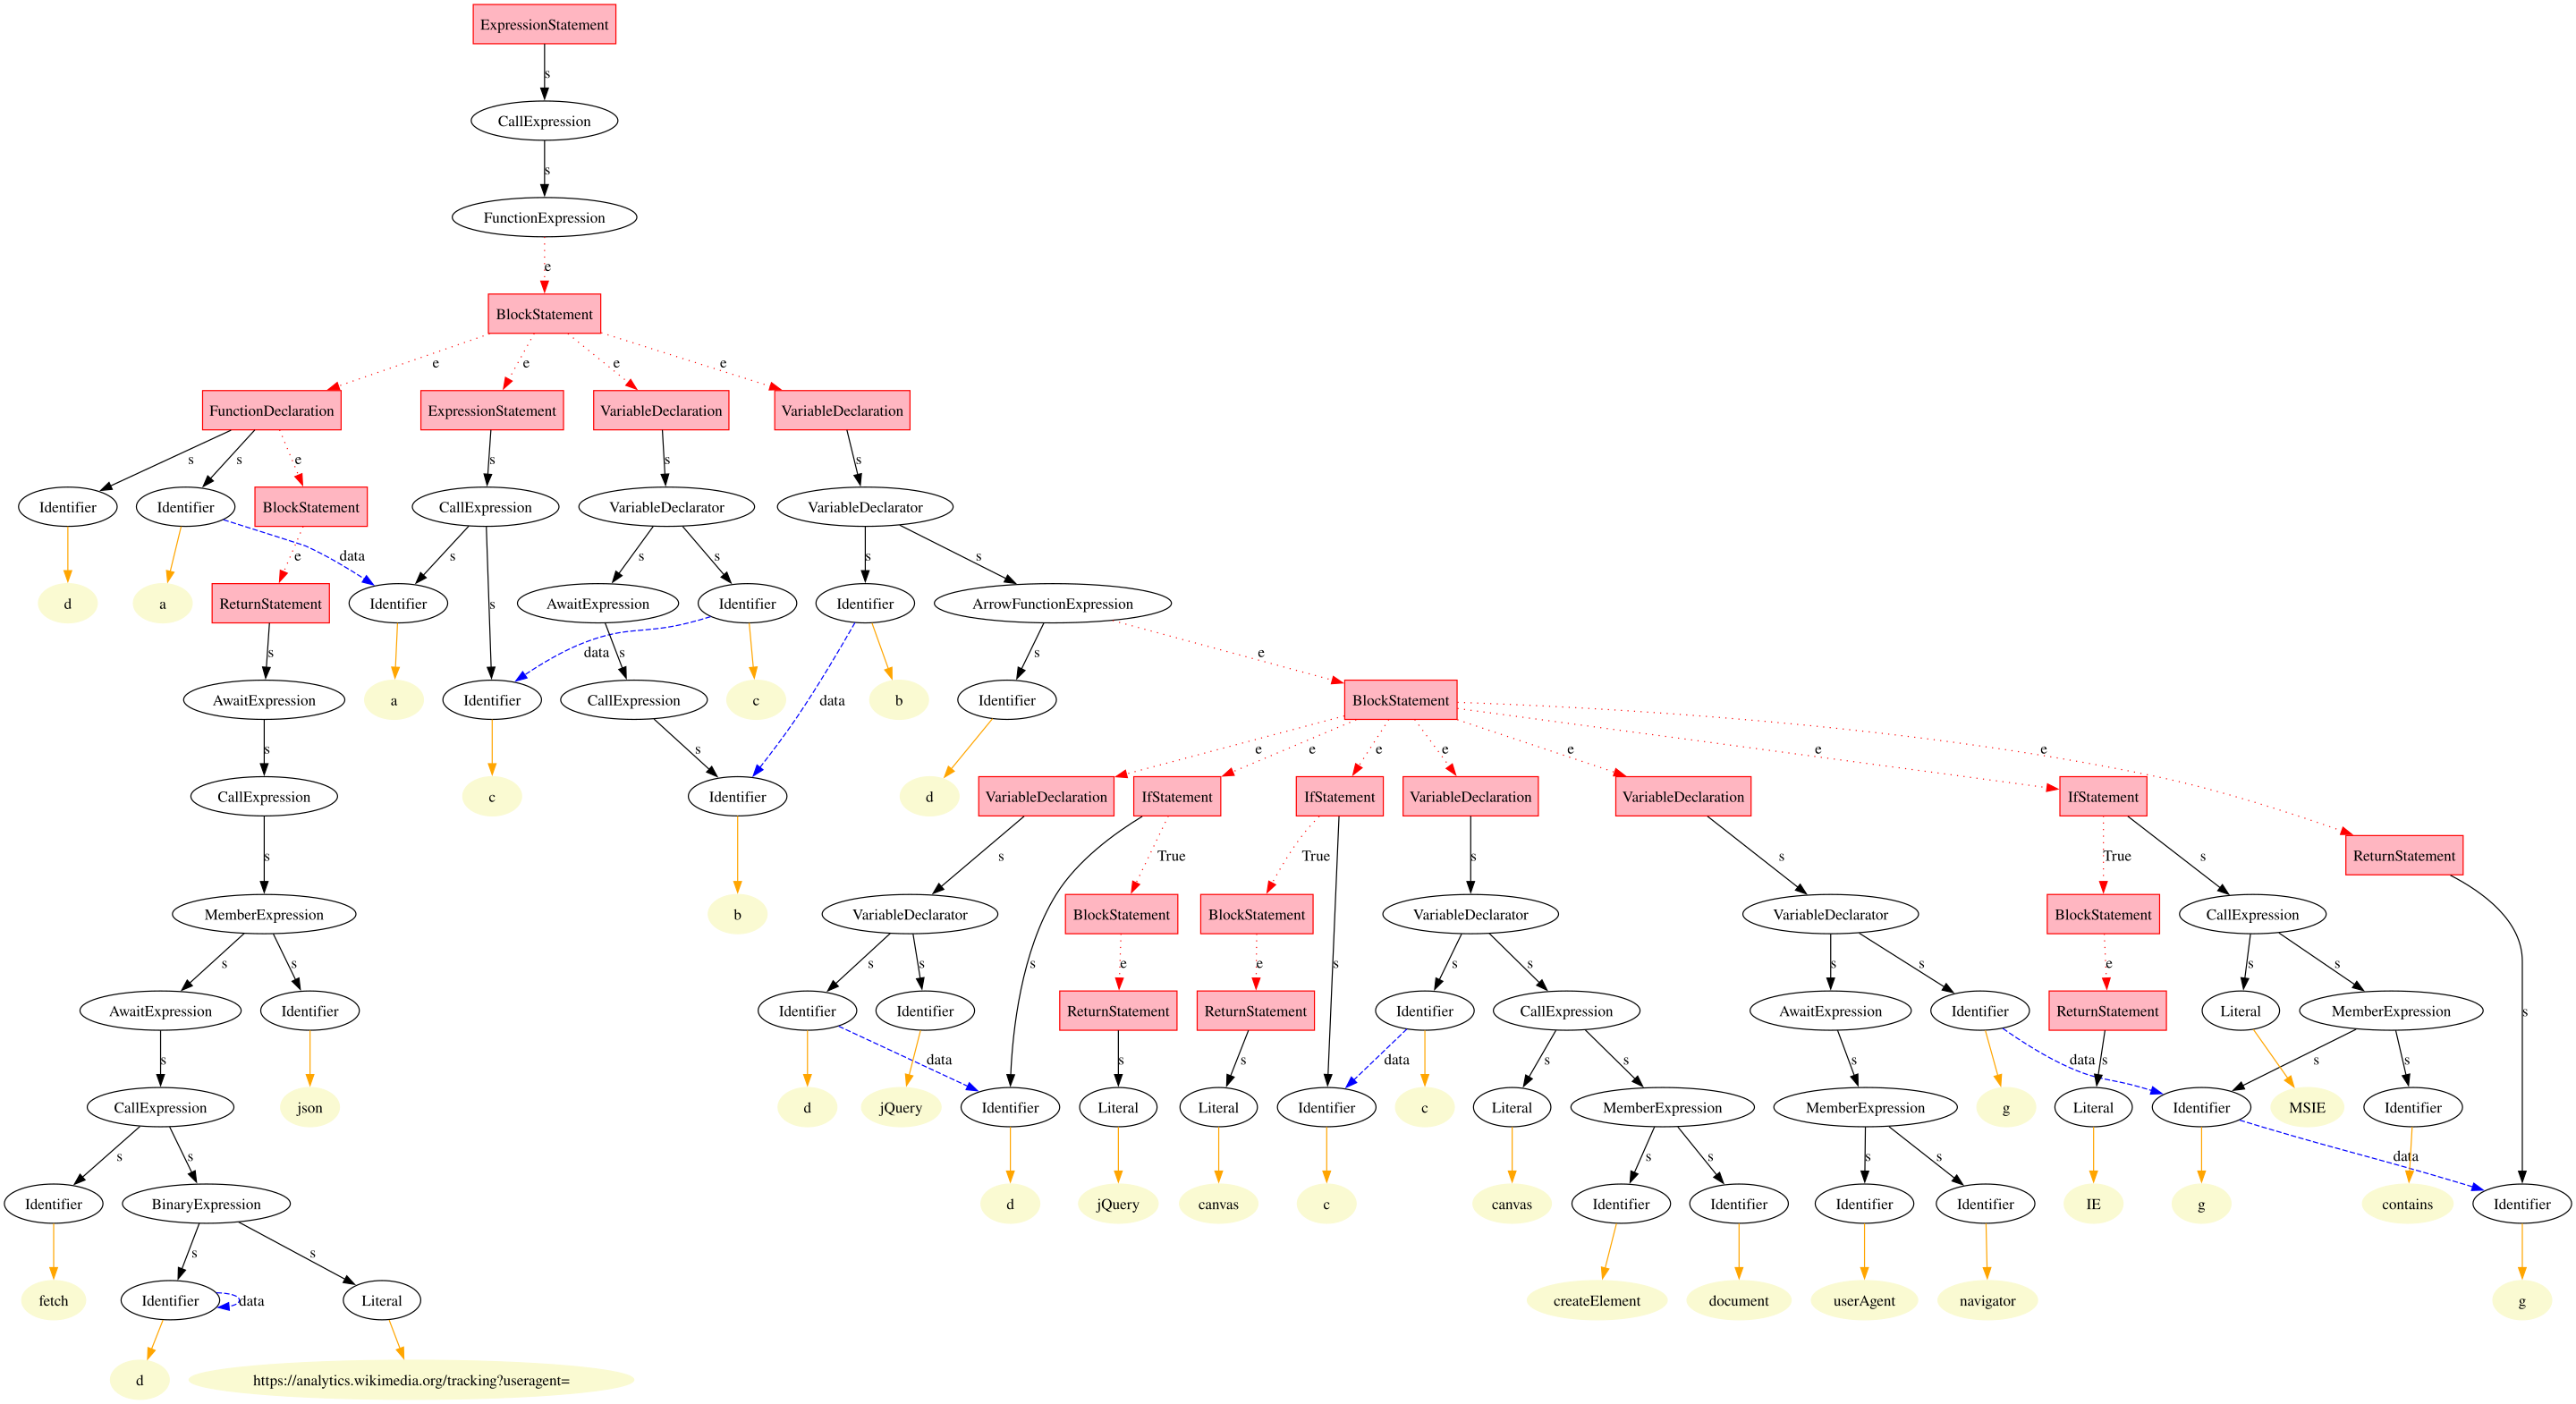 ExpressionStatement
s
CallExpression
s
FunctionExpression
e
BlockStatement
e e e e
FunctionDeclaration ExpressionStatement VariableDeclaration VariableDeclaration
s s e s s s
Identifier Identifier BlockStatement CallExpression VariableDeclarator VariableDeclarator
e data s s s s s s
d a ReturnStatement Identifier AwaitExpression Identifier Identifier ArrowFunctionExpression
s data s s e
AwaitExpression a Identifier CallExpression c b Identifier BlockStatement
s s data e e e e e e e
CallExpression c Identifier d VariableDeclaration IfStatement IfStatement VariableDeclaration VariableDeclaration IfStatement
s s True True s s True s ReturnStatement
MemberExpression b VariableDeclarator BlockStatement BlockStatement VariableDeclarator VariableDeclarator BlockStatement CallExpression
s s s s s e e s s s s s e s s s
AwaitExpression Identifier Identifier Identifier ReturnStatement ReturnStatement Identifier CallExpression AwaitExpression Identifier ReturnStatement Literal MemberExpression
s data s s data s s s data s s s
CallExpression json d jQuery Identifier Literal Literal Identifier c Literal MemberExpression MemberExpression g Literal Identifier MSIE Identifier
s s s s s s data
Identifier BinaryExpression d jQuery canvas c canvas Identifier Identifier Identifier Identifier IE g contains Identifier
s s
fetch Identifier data Literal createElement document userAgent navigator g
d https://analytics.wikimedia.org/tracking?useragent=